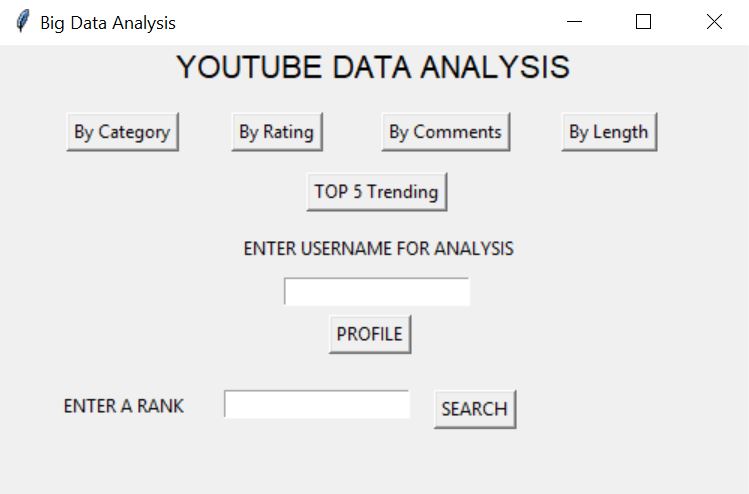 Big Data Analysis
YOUTUBE DATA ANALYSIS
By Category By Rating By Comments By Length
TOP 5 Trending
ENTER USERNAME FOR ANALYSIS
PROFILE
ENTER A RANK SEARCH